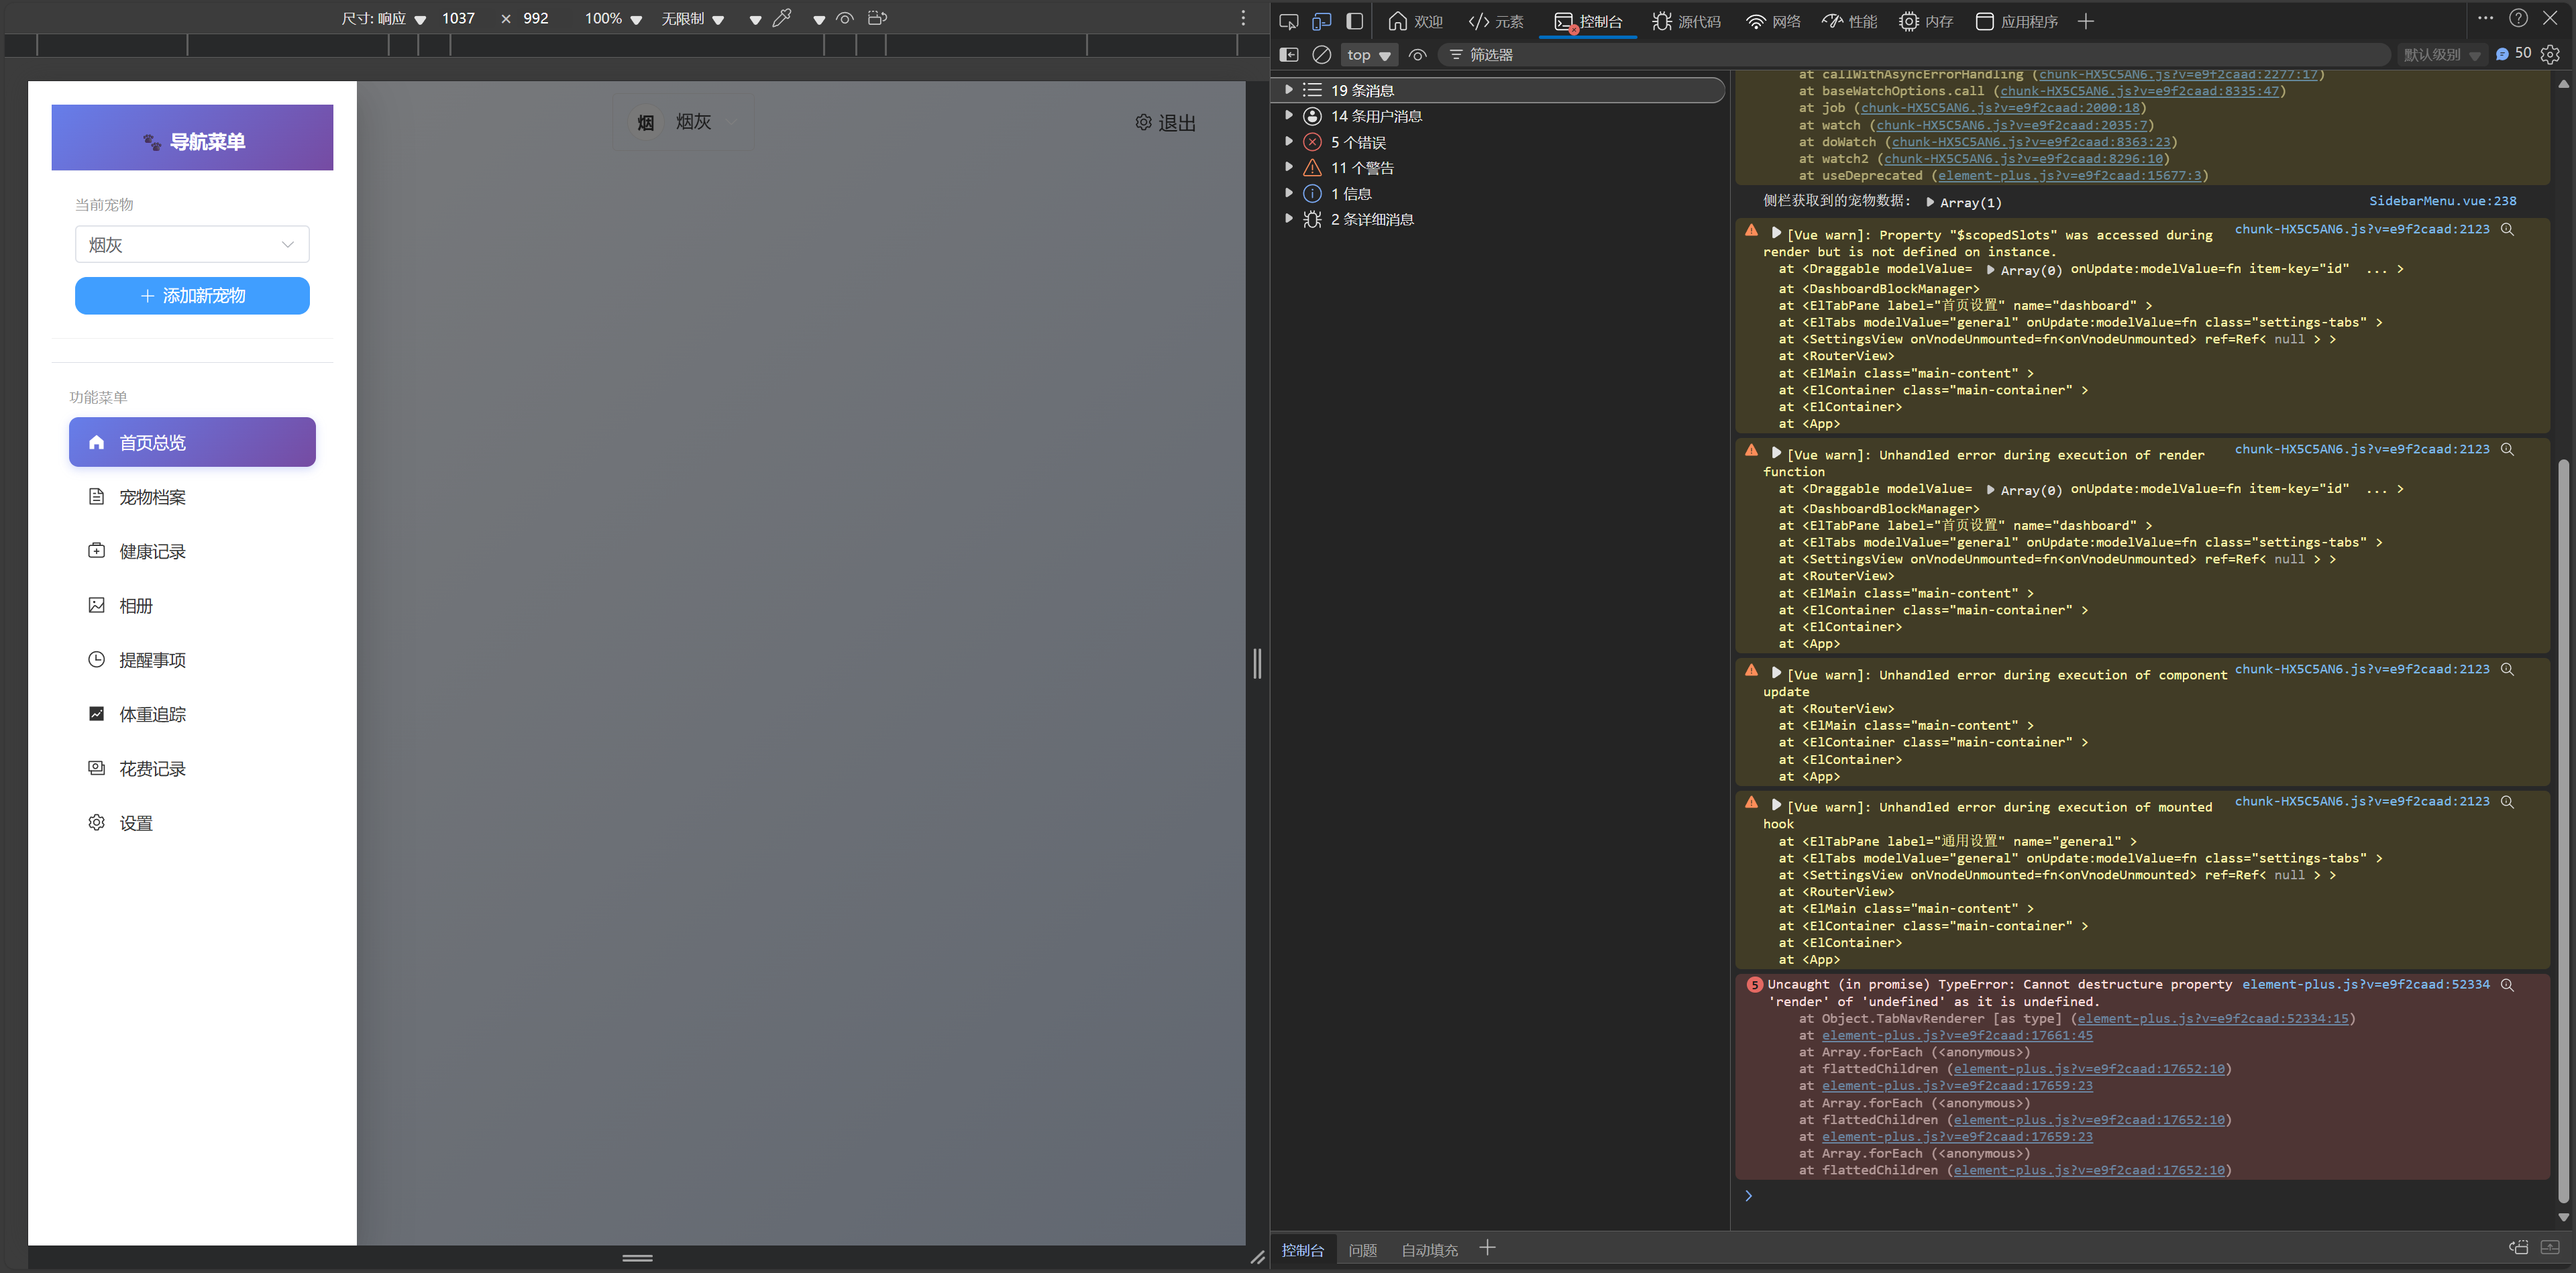 尺寸: 响应 1037 × 992 100% 无限制
导航菜单
当前宠物
烟灰
添加新宠物
功能菜单
首页总览
宠物档案
健康记录
相册
提醒事项
体重追踪
花费记录
设置
烟 烟灰
退出
欢迎 元素 控制台 源代码 网络 性能 内存 应用程序
top 筛选器 默认级别 50
19 条消息
14 条用户消息
5 个错误
11 个警告
1 信息
2 条详细消息
at callWithAsyncErrorHandling (chunk-HX5C5AN6.js?v=e9f2caad:2277:17)
at baseWatchOptions.call (chunk-HX5C5AN6.js?v=e9f2caad:8335:47)
at job (chunk-HX5C5AN6.js?v=e9f2caad:2000:18)
at watch (chunk-HX5C5AN6.js?v=e9f2caad:2035:7)
at doWatch (chunk-HX5C5AN6.js?v=e9f2caad:8363:23)
at watch2 (chunk-HX5C5AN6.js?v=e9f2caad:8296:10)
at useDeprecated (element-plus.js?v=e9f2caad:15677:3)
侧栏获取到的宠物数据: Array(1) SidebarMenu.vue:238
[Vue warn]: Property "$scopedSlots" was accessed during chunk-HX5C5AN6.js?v=e9f2caad:2123
render but is not defined on instance.
at <Draggable modelValue= Array(0) onUpdate:modelValue=fn item-key="id" ... >
at <DashboardBlockManager>
at <ElTabPane label="首页设置" name="dashboard" >
at <ElTabs modelValue="general" onUpdate:modelValue=fn class="settings-tabs" >
at <SettingsView onVnodeUnmounted=fn<onVnodeUnmounted> ref=Ref< null > >
at <RouterView>
at <ElMain class="main-content" >
at <ElContainer class="main-container" >
at <ElContainer>
at <App>
[Vue warn]: Unhandled error during execution of render chunk-HX5C5AN6.js?v=e9f2caad:2123
function
at <Draggable modelValue= Array(0) onUpdate:modelValue=fn item-key="id" ... >
at <DashboardBlockManager>
at <ElTabPane label="首页设置" name="dashboard" >
at <ElTabs modelValue="general" onUpdate:modelValue=fn class="settings-tabs" >
at <SettingsView onVnodeUnmounted=fn<onVnodeUnmounted> ref=Ref< null > >
at <RouterView>
at <ElMain class="main-content" >
at <ElContainer class="main-container" >
at <ElContainer>
at <App>
[Vue warn]: Unhandled error during execution of component chunk-HX5C5AN6.js?v=e9f2caad:2123
update
at <RouterView>
at <ElMain class="main-content" >
at <ElContainer class="main-container" >
at <ElContainer>
at <App>
[Vue warn]: Unhandled error during execution of mounted chunk-HX5C5AN6.js?v=e9f2caad:2123
hook
at <ElTabPane label="通用设置" name="general" >
at <ElTabs modelValue="general" onUpdate:modelValue=fn class="settings-tabs" >
at <SettingsView onVnodeUnmounted=fn<onVnodeUnmounted> ref=Ref< null > >
at <RouterView>
at <ElMain class="main-content" >
at <ElContainer class="main-container" >
at <ElContainer>
at <App>
5 Uncaught (in promise) TypeError: Cannot destructure property element-plus.js?v=e9f2caad:52334
'render' of 'undefined' as it is undefined.
at Object.TabNavRenderer [as type] (element-plus.js?v=e9f2caad:52334:15)
at element-plus.js?v=e9f2caad:17661:45
at Array.forEach (<anonymous>)
at flattedChildren (element-plus.js?v=e9f2caad:17652:10)
at element-plus.js?v=e9f2caad:17659:23
at Array.forEach (<anonymous>)
at flattedChildren (element-plus.js?v=e9f2caad:17652:10)
at element-plus.js?v=e9f2caad:17659:23
at Array.forEach (<anonymous>)
at flattedChildren (element-plus.js?v=e9f2caad:17652:10)
控制台 问题 自动填充